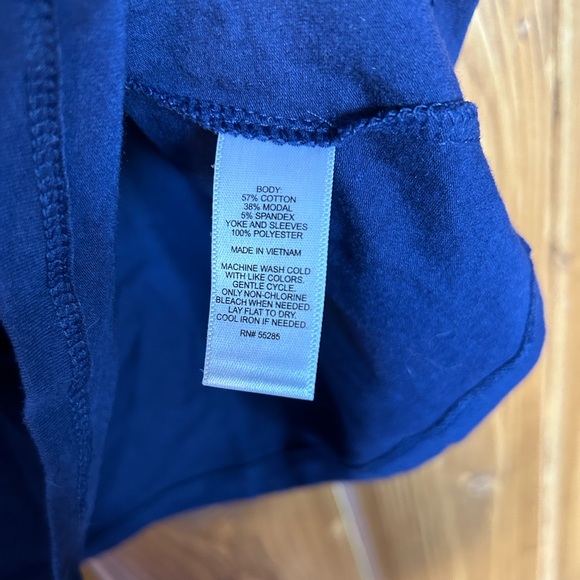 BODY:
57% COTTON
38% MODAL
5% SPANDEX
YOKE AND SLEEVES
100% POLYESTER
MADE IN VIETNAM
MACHINE WASH COLD
WITH LIKE COLORS.
GENTLE CYCLE.
ONLY NON-CHLORINE
BLEACH WHEN NEEDED.
LAY FLAT TO DRY.
COOL IRON IF NEEDED.
RN# 55285